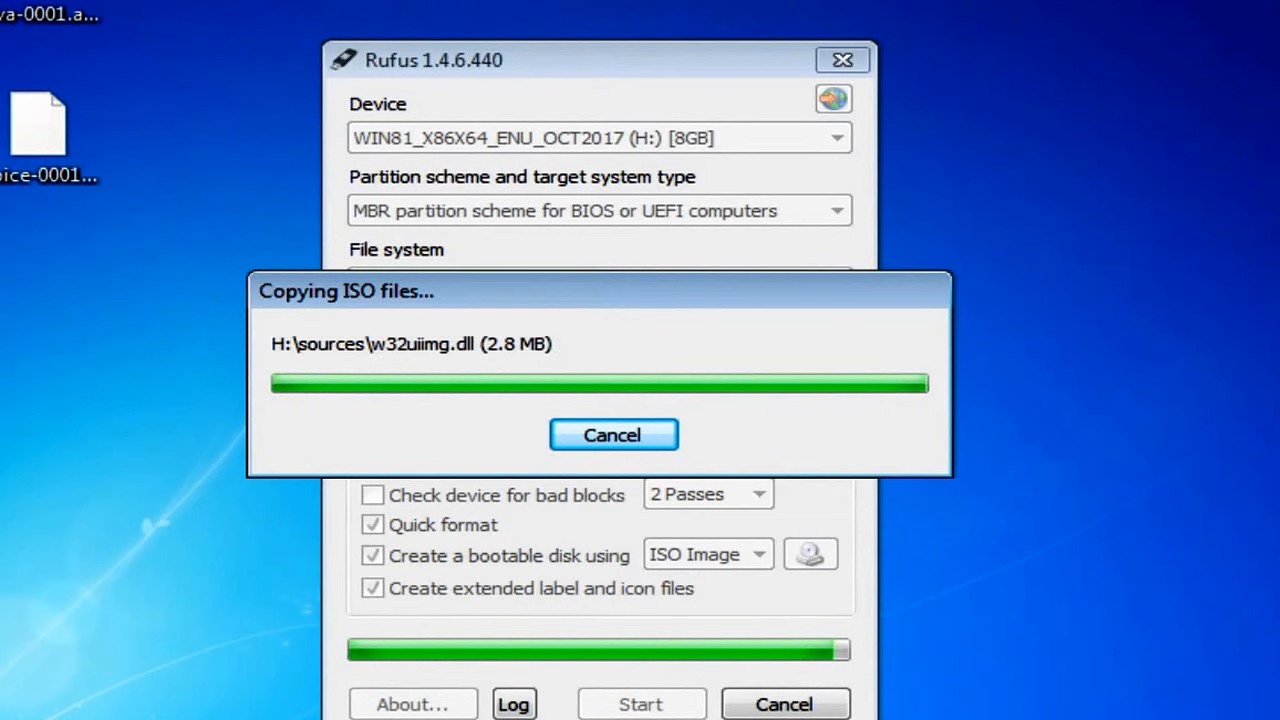 va-0001.a...
Rufus 1.4.6.440
Device
WIN81_X86X64_ENU_OCT2017 (H:) [8GB]
oice-0001...
Partition scheme and target system type
MBR partition scheme for BIOS or UEFI computers
File system
Copying ISO files...
H:\sources\w32uiimg.dll (2.8 MB)
Cancel
Check device for bad blocks 2 Passes
Quick format
Create a bootable disk using ISO Image
Create extended label and icon files
About... Log Start Cancel